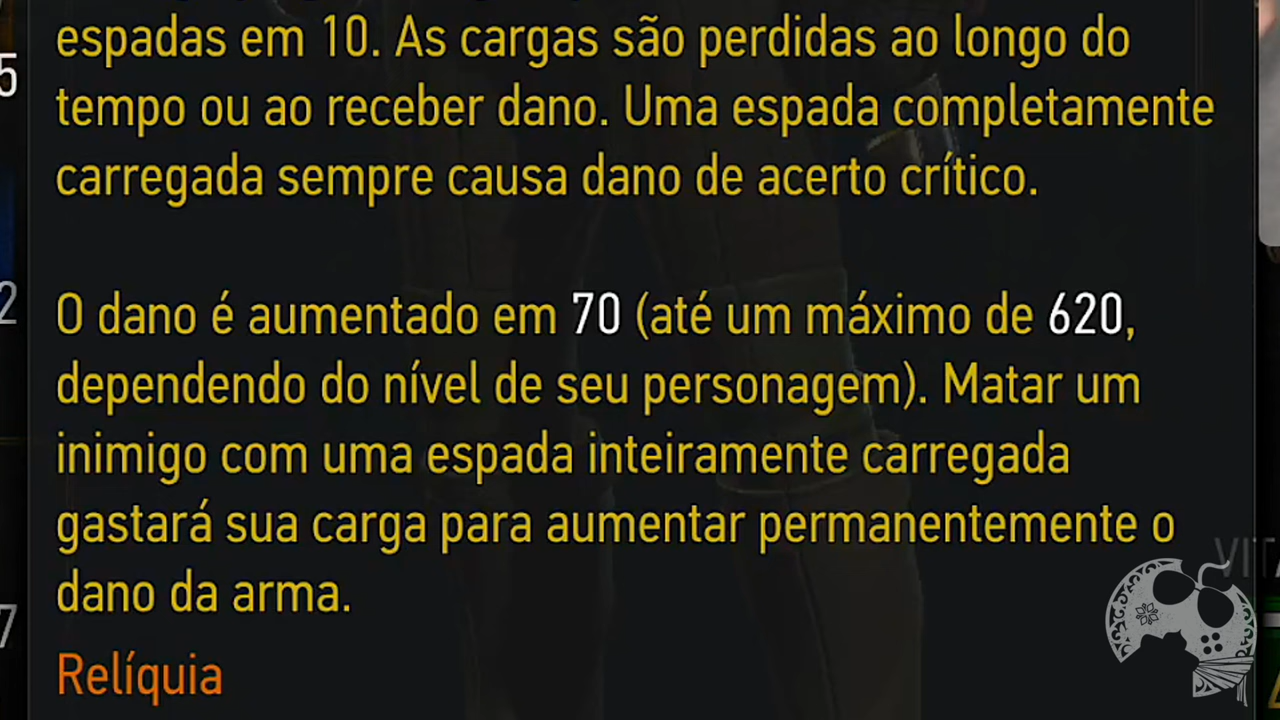 espadas em 10. As cargas são perdidas ao longo do
tempo ou ao receber dano. Uma espada completamente
carregada sempre causa dano de acerto crítico.
O dano é aumentado em 70 (até um máximo de 620,
dependendo do nível de seu personagem). Matar um
inimigo com uma espada inteiramente carregada
gastará sua carga para aumentar permanentemente o
dano da arma.
Relíquia
5
2
7